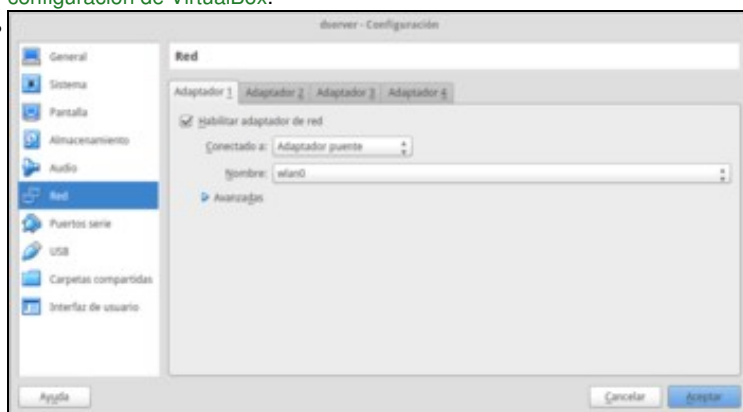 configuración de VirtualBox.
dserver - Configuración
General
Sistema
Pantalla
Almacenamiento
Audio
Red
Puertos serie
USB
Carpetas compartidas
Interfaz de usuario
Red
Adaptador 1 Adaptador 2 Adaptador 3 Adaptador 4
Habilitar adaptador de red
Conectado a: Adaptador puente
Nombre: wlan0
Avanzadas
Ayuda Cancelar Aceptar